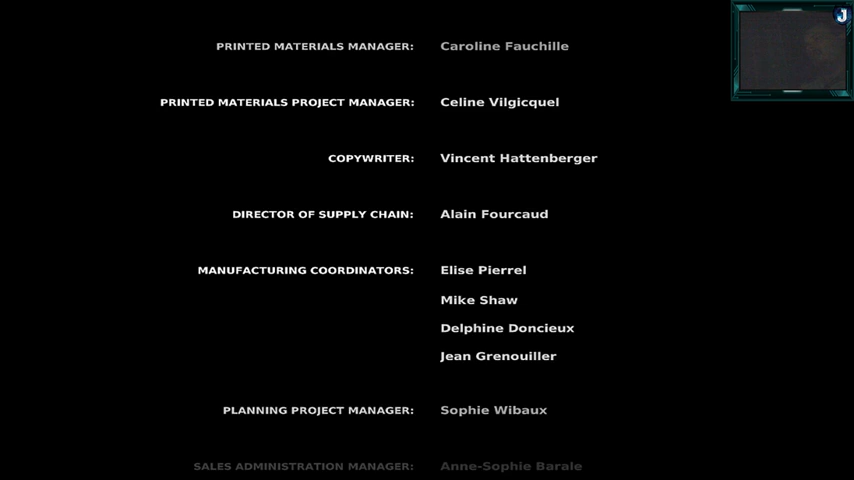 PRINTED MATERIALS MANAGER: Caroline Fauchille
PRINTED MATERIALS PROJECT MANAGER: Celine Vilgicquel
COPYWRITER: Vincent Hattenberger
DIRECTOR OF SUPPLY CHAIN: Alain Fourcaud
MANUFACTURING COORDINATORS: Elise Pierrel
Mike Shaw
Delphine Doncieux
Jean Grenouiller
PLANNING PROJECT MANAGER: Sophie Wibaux
SALES ADMINISTRATION MANAGER: Anne-Sophie Barale
J